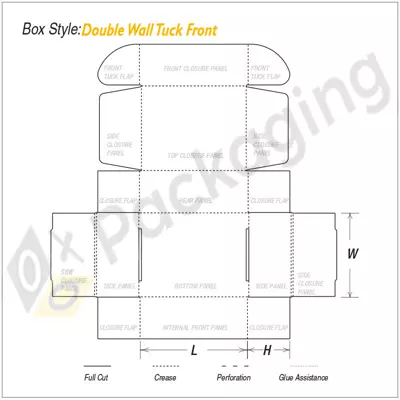 Box Style: Double Wall Tuck Front
FRONT TUCK FLAP
FRONT CLOSURE PANEL
FRONT TUCK FLAP
SIDE CLOSURE PANEL
TOP CLOSING PANEL
SIDE CLOSURE PANEL
CLOSURE FLAP
REAR PANEL
CLOSURE FLAP
SIDE CLOSURE PANEL
SIDE PANEL
BOTTOM PANEL
SIDE PANEL
SIDE CLOSURE PANEL
W
CLOSURE FLAP
INTERNAL FRONT PANEL
CLOSURE FLAP
L
H
Full Cut
Crease
Perforation
Glue Assistance
Packaging